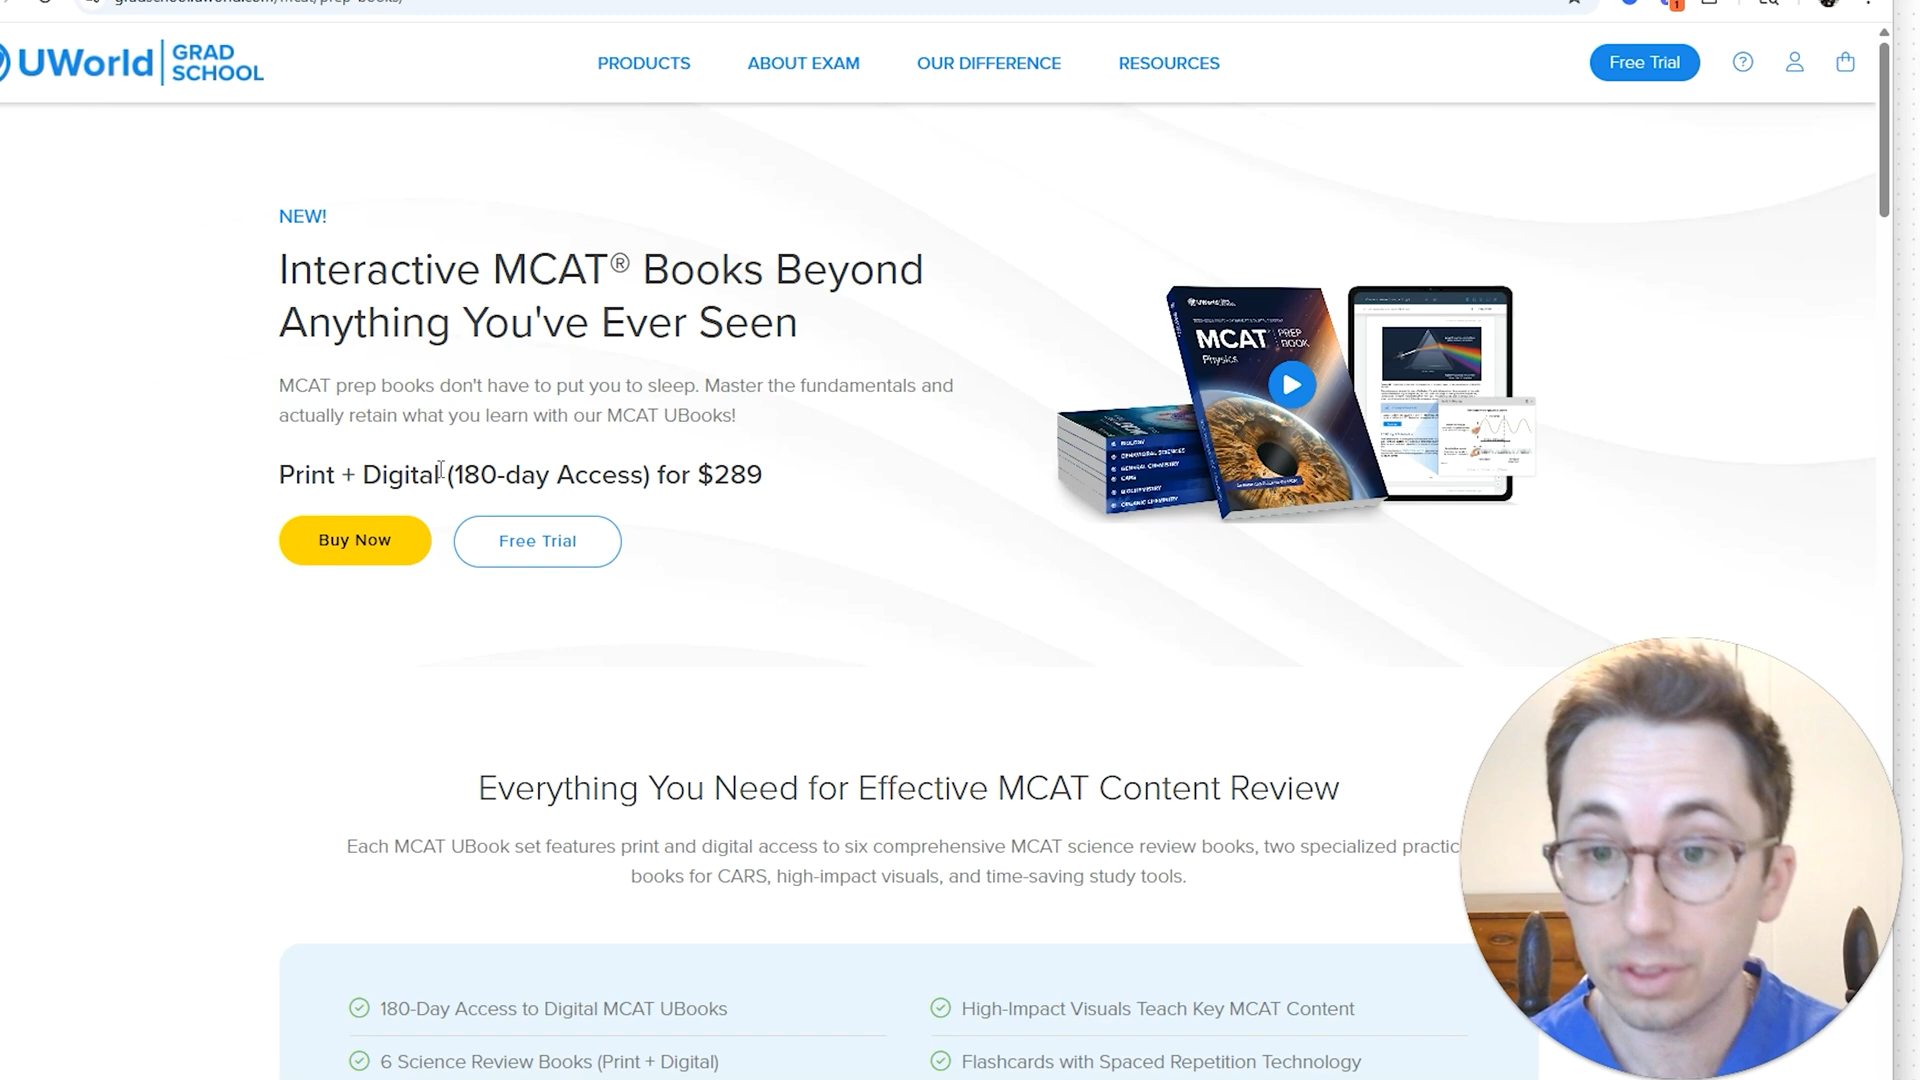 UWorld GRAD SCHOOL
PRODUCTS
ABOUT EXAM
OUR DIFFERENCE
RESOURCES
Free Trial
1
NEW!
Interactive MCAT® Books Beyond
Anything You've Ever Seen
MCAT prep books don't have to put you to sleep. Master the fundamentals and
actually retain what you learn with our MCAT UBooks!
Print + Digital (180-day Access) for $289
Buy Now
Free Trial
MCAT PREP BOOK
Physics
BIOLOGY
BEHAVIORAL SCIENCES
GENERAL CHEMISTRY
CARS
BIOCHEMISTRY
ORGANIC CHEMISTRY
Everything You Need for Effective MCAT Content Review
Each MCAT UBook set features print and digital access to six comprehensive MCAT science review books, two specialized practic
books for CARS, high-impact visuals, and time-saving study tools.
180-Day Access to Digital MCAT UBooks
High-Impact Visuals Teach Key MCAT Content
6 Science Review Books (Print + Digital)
Flashcards with Spaced Repetition Technology